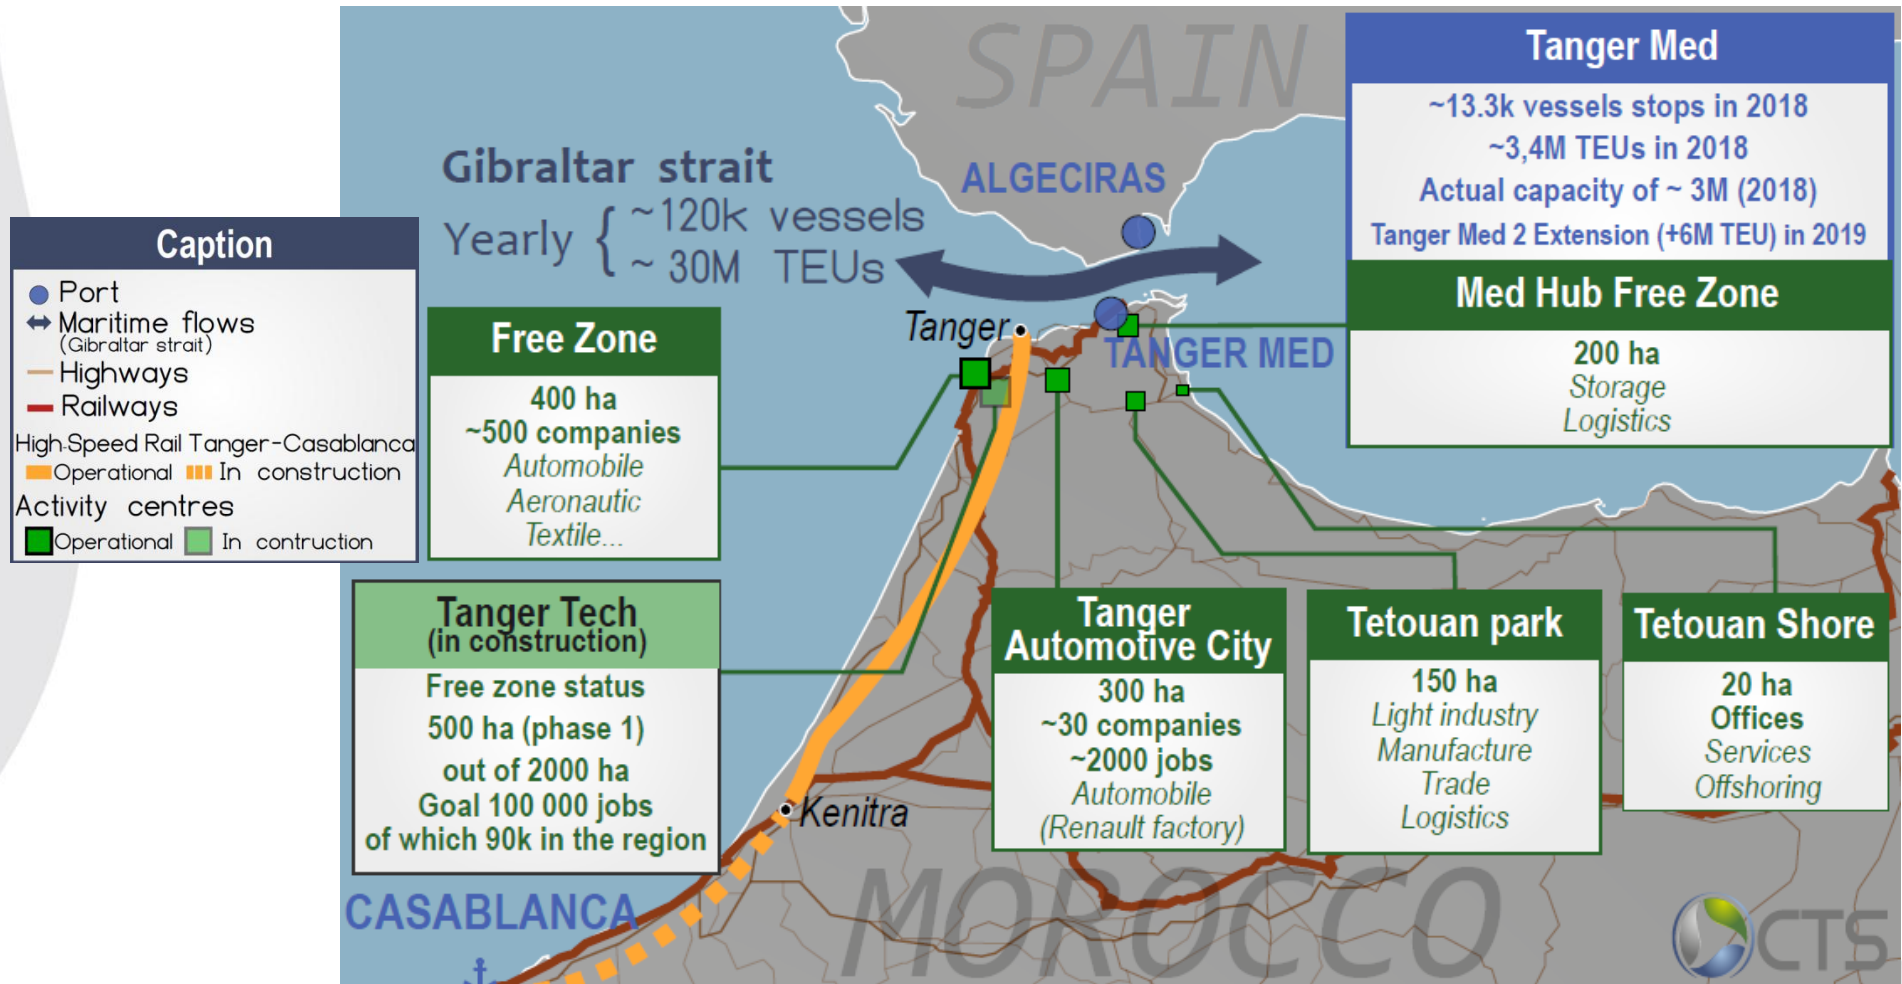 SPAIN
Gibraltar strait
Yearly { ~120k vessels
~ 30M TEUs
ALGECIRAS
Tanger
TANGER MED
Kenitra
CASABLANCA
MOROCCO
Caption
Port
Maritime flows
(Gibraltar strait)
Highways
Railways
High-Speed Rail Tanger-Casablanca
Operational In construction
Activity centres
Operational In contruction
Tanger Med
~13.3k vessels stops in 2018
~3,4M TEUs in 2018
Actual capacity of ~ 3M (2018)
Tanger Med 2 Extension (+6M TEU) in 2019
Med Hub Free Zone
200 ha
Storage
Logistics
Free Zone
400 ha
~500 companies
Automobile
Aeronautic
Textile...
Tanger Tech
(in construction)
Free zone status
500 ha (phase 1)
out of 2000 ha
Goal 100 000 jobs
of which 90k in the region
Tanger
Automotive City
300 ha
~30 companies
~2000 jobs
Automobile
(Renault factory)
Tetouan park
150 ha
Light industry
Manufacture
Trade
Logistics
Tetouan Shore
20 ha
Offices
Services
Offshoring
CTS